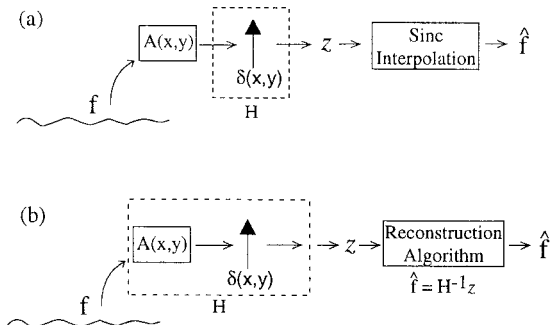 (a)
A(x,y)
δ(x,y)
H
f
z
Sinc
Interpolation
f̂
(b)
A(x,y)
δ(x,y)
H
f
z
Reconstruction
Algorithm
f̂
f̂ = H⁻¹z